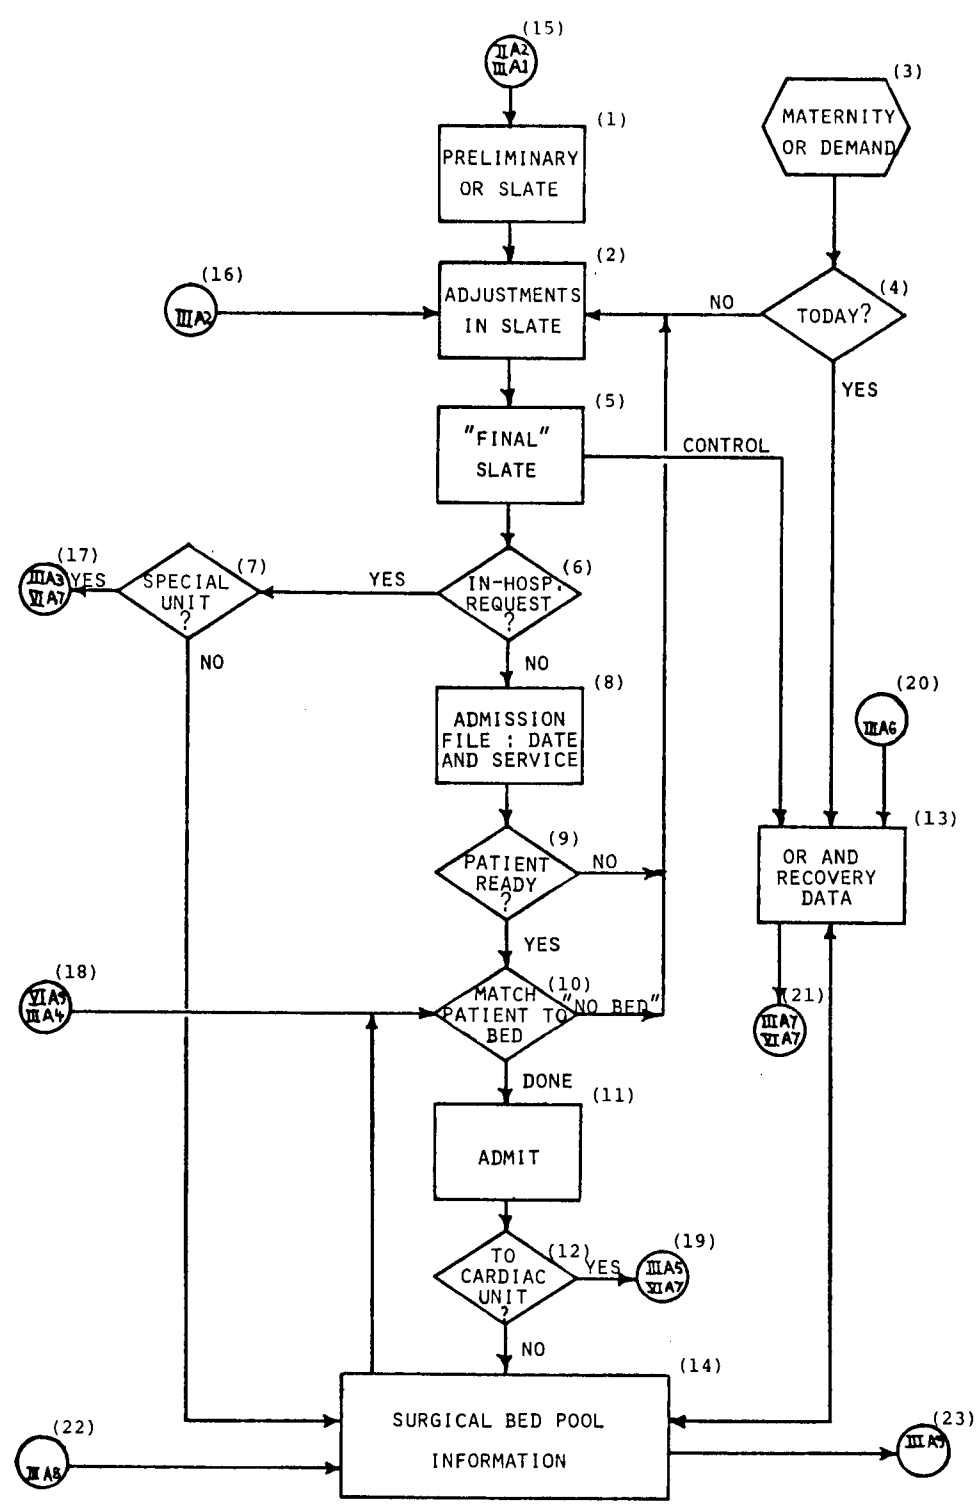 (15)
IIA2
IIIA1
(1)
PRELIMINARY
OR SLATE
(3)
MATERNITY
OR DEMAND
(2)
ADJUSTMENTS
IN SLATE
(16)
IIIA2
(4)
TODAY?
NO
YES
(5)
"FINAL"
SLATE
CONTROL
(6)
IN-HOSP.
REQUEST
?
YES
NO
(7)
SPECIAL
UNIT
?
YES
NO
(17)
IIIA3
VIA7
(8)
ADMISSION
FILE : DATE
AND SERVICE
(20)
IIIA6
(9)
PATIENT
READY
?
NO
YES
(13)
OR AND
RECOVERY
DATA
(18)
VIA5
IIIA4
(10)
MATCH
PATIENT TO
BED
"NO BED"
DONE
(21)
IIIA7
VIA7
(11)
ADMIT
(12)
TO
CARDIAC
UNIT
?
YES
NO
(19)
IIIA5
VIA7
(14)
SURGICAL BED POOL
INFORMATION
(22)
IIIA8
(23)
IIIA9